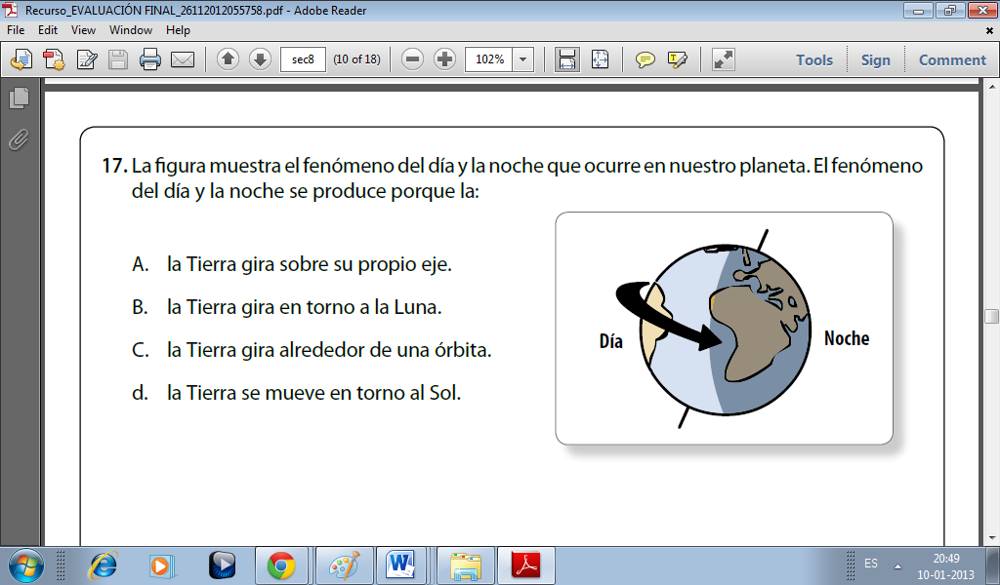 Recurso_EVALUACIÓN FINAL_26112012055758.pdf - Adobe Reader
File Edit View Window Help
sec8 (10 of 18) 102% Tools Sign Comment
17. La figura muestra el fenómeno del día y la noche que ocurre en nuestro planeta. El fenómeno
del día y la noche se produce porque la:
A. la Tierra gira sobre su propio eje.
B. la Tierra gira en torno a la Luna.
C. la Tierra gira alrededor de una órbita.
d. la Tierra se mueve en torno al Sol.
Día
Noche
ES
20:49
10-01-2013